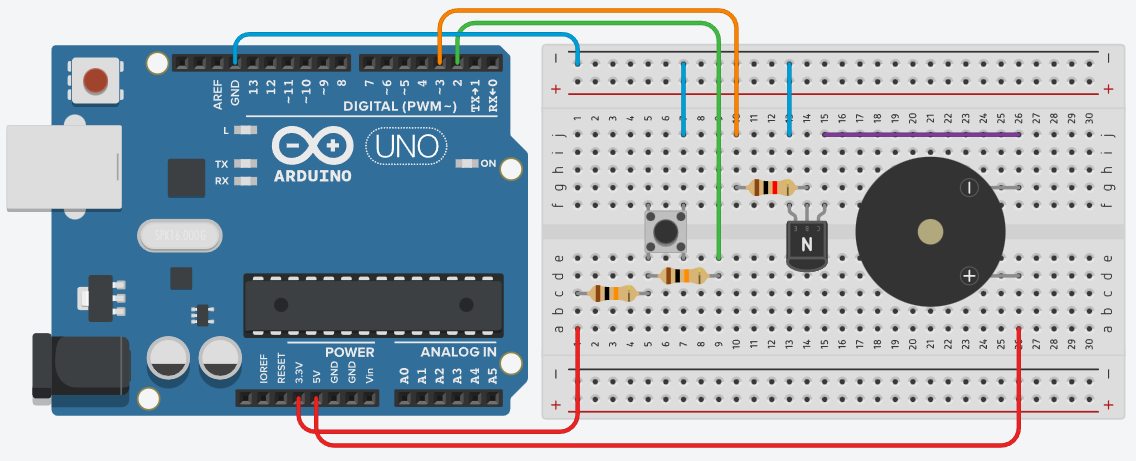 AREF
GND
13
12
~11
~10
~9
8
7
~6
~5
4
~3
2
TX→1
RX←0
DIGITAL (PWM~)
L
TX
RX
UNO
ON
ARDUINO
SPK16.000G
IOREF
RESET
3.3V
5V
GND
GND
Vin
POWER
ANALOG IN
A0
A1
A2
A3
A4
A5
− −
+ +
1 2 3 4 5 6 7 8 9 10 11 12 13 14 15 16 17 18 19 20 21 22 23 24 25 26 27 28 29 30
j j
i i
h h
g g
f f
E B C
N
−
+
e e
d d
c c
b b
a a
1 2 3 4 5 6 7 8 9 10 11 12 13 14 15 16 17 18 19 20 21 22 23 24 25 26 27 28 29 30
− −
+ +